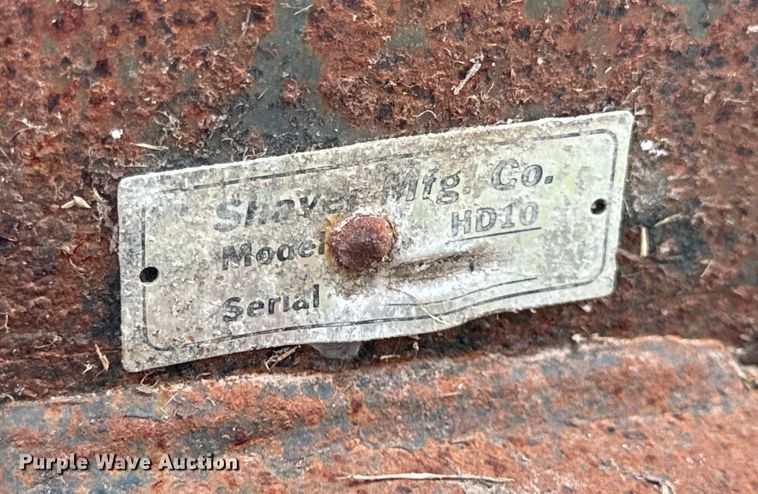 Shaver Mfg. Co.
Model HD10
Serial
Purple Wave Auction